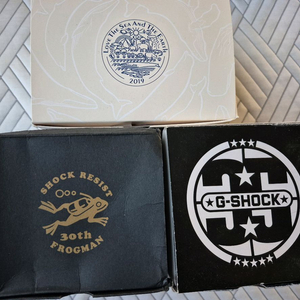 Love The Sea And The Earth
2019
SHOCK RESIST
30th
FROGMAN
G-SHOCK